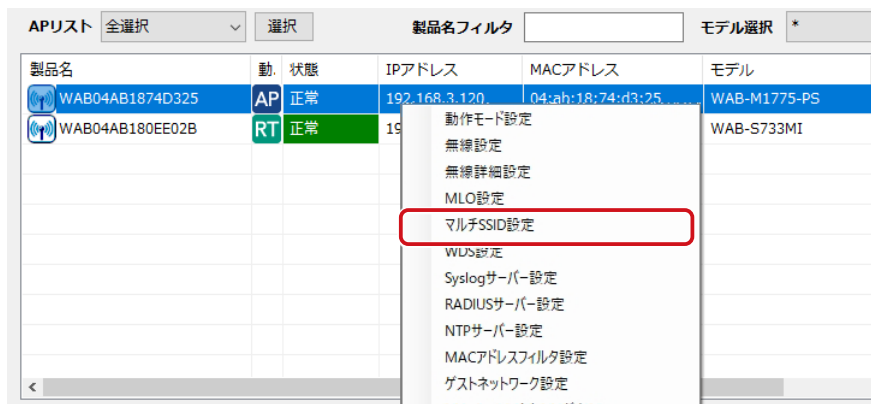 APリスト 全選択 選択 製品名フィルタ モデル選択 *
製品名 動. 状態 IPアドレス MACアドレス モデル
WAB04AB1874D325 AP 正常 192.168.3.120 04:ab:18:74:d3:25 WAB-M1775-PS
WAB04AB180EE02B RT 正常 19 WAB-S733MI
動作モード設定
無線設定
無線詳細設定
MLO設定
マルチSSID設定
WDS設定
Syslogサーバー設定
RADIUSサーバー設定
NTPサーバー設定
MACアドレスフィルタ設定
ゲストネットワーク設定